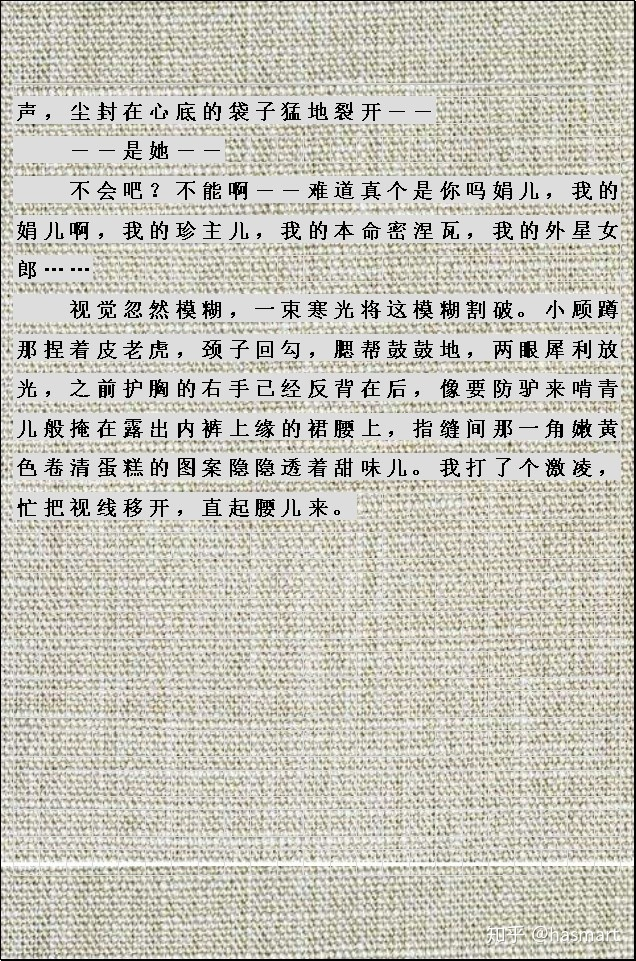 声，尘封在心底的袋子猛地裂开－－
－－是她－－
不会吧？不能啊－－难道真个是你吗娟儿，我的
娟儿啊，我的珍主儿，我的本命密涅瓦，我的外星女
郎……
视觉忽然模糊，一束寒光将这模糊割破。小顾蹲
那捏着皮老虎，颈子回勾，腮帮鼓鼓地，两眼犀利放
光，之前护胸的右手已经反背在后，像要防驴来啃青
儿般掩在露出内裤上缘的裙腰上，指缝间那一角嫩黄
色卷清蛋糕的图案隐隐透着甜味儿。我打了个激凌，
忙把视线移开，直起腰儿来。
知乎 @hasmart